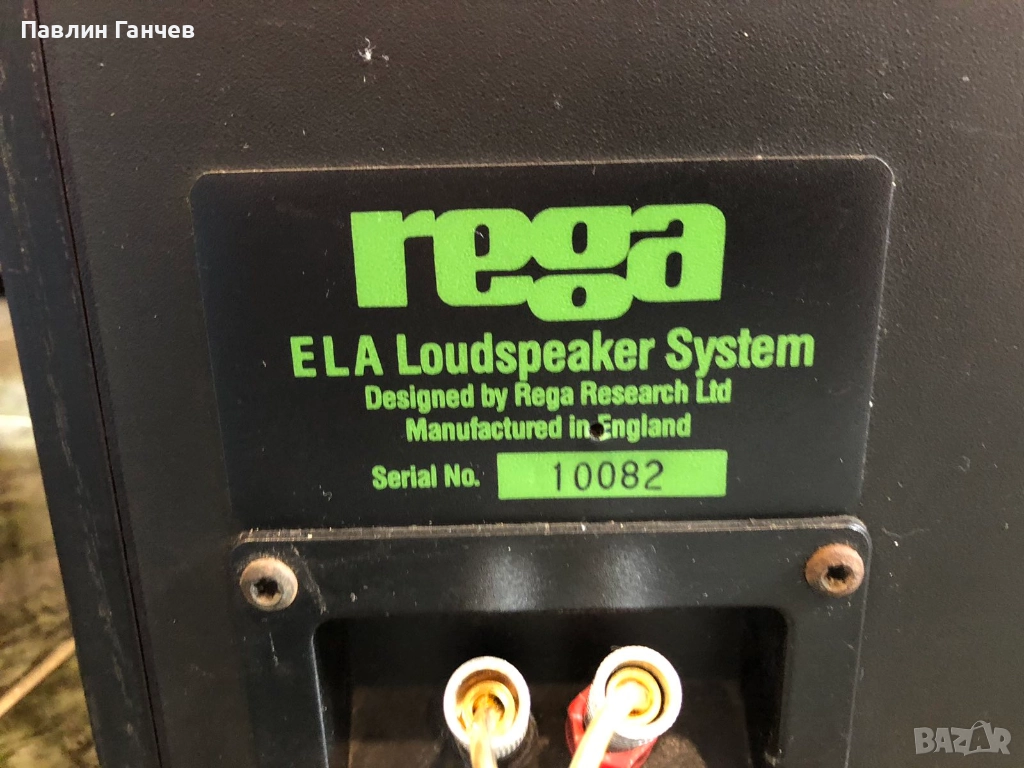 Павлин Ганчев
rega
ELA Loudspeaker System
Designed by Rega Research Ltd
Manufactured in England
Serial No. 10082
BAZAR